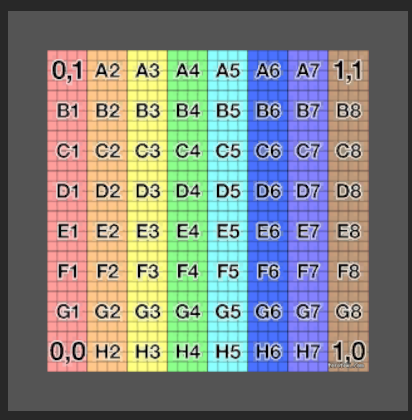 0,1 A2 A3 A4 A5 A6 A7 1,1
B1 B2 B3 B4 B5 B6 B7 B8
C1 C2 C3 C4 C5 C6 C7 C8
D1 D2 D3 D4 D5 D6 D7 D8
E1 E2 E3 E4 E5 E6 E7 E8
F1 F2 F3 F4 F5 F6 F7 F8
G1 G2 G3 G4 G5 G6 G7 G8
0,0 H2 H3 H4 H5 H6 H7 1,0